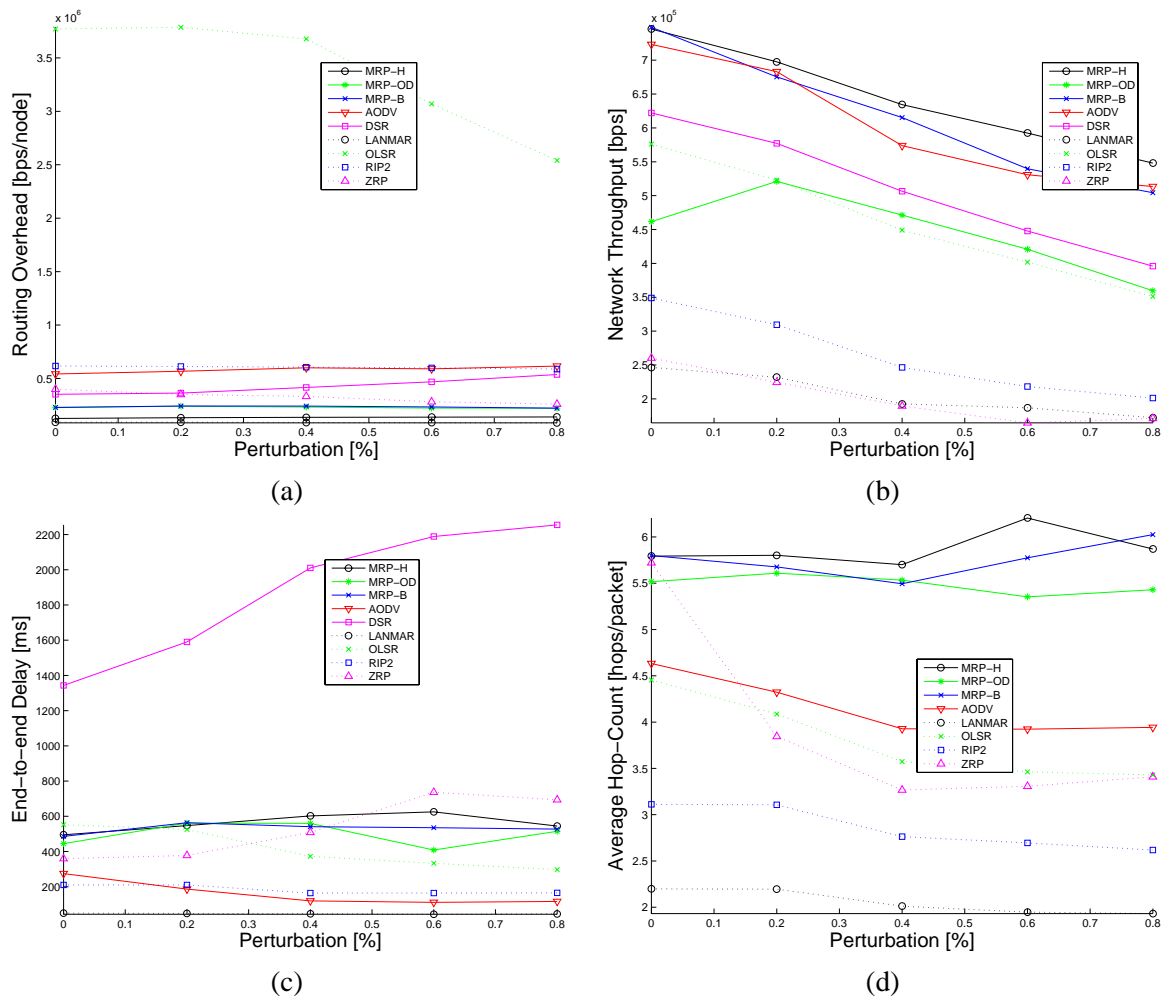 x 10^6
3.5
3
2.5
2
1.5
1
0.5
0 0.1 0.2 0.3 0.4 0.5 0.6 0.7 0.8
Routing Overhead [bps/node]
Perturbation [%]
MRP−H
MRP−OD
MRP−B
AODV
DSR
LANMAR
OLSR
RIP2
ZRP
(a)
x 10^5
7
6.5
6
5.5
5
4.5
4
3.5
3
2.5
2
0 0.1 0.2 0.3 0.4 0.5 0.6 0.7 0.8
Network Throughput [bps]
Perturbation [%]
MRP−H
MRP−OD
MRP−B
AODV
DSR
LANMAR
OLSR
RIP2
ZRP
(b)
2200
2000
1800
1600
1400
1200
1000
800
600
400
200
0 0.1 0.2 0.3 0.4 0.5 0.6 0.7 0.8
End−to−end Delay [ms]
Perturbation [%]
MRP−H
MRP−OD
MRP−B
AODV
DSR
LANMAR
OLSR
RIP2
ZRP
(c)
6
5.5
5
4.5
4
3.5
3
2.5
2
0 0.1 0.2 0.3 0.4 0.5 0.6 0.7 0.8
Average Hop−Count [hops/packet]
Perturbation [%]
MRP−H
MRP−OD
MRP−B
AODV
LANMAR
OLSR
RIP2
ZRP
(d)